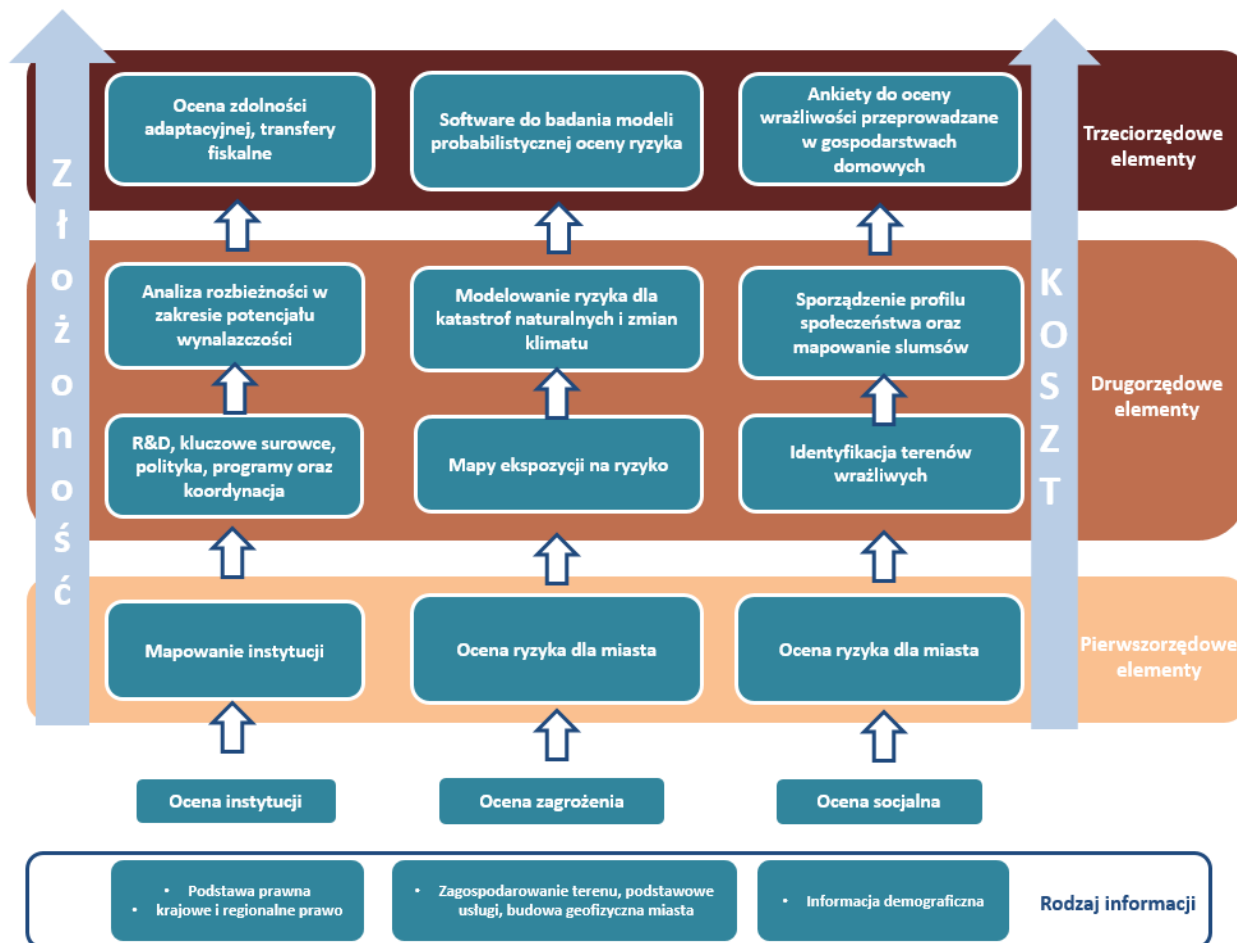 Złożoność
KOSZT
Ocena zdolności
adaptacyjnej, transfery
fiskalne
Software do badania modeli
probabilistycznej oceny ryzyka
Ankiety do oceny
wrażliwości przeprowadzane
w gospodarstwach
domowych
Trzeciorzędowe
elementy
Analiza rozbieżności w
zakresie potencjału
wynalazczości
Modelowanie ryzyka dla
katastrof naturalnych i zmian
klimatu
Sporządzenie profilu
społeczeństwa oraz
mapowanie slumsów
Drugorzędowe
elementy
R&D, kluczowe surowce,
polityka, programy oraz
koordynacja
Mapy ekspozycji na ryzyko
Identyfikacja terenów
wrażliwych
Mapowanie instytucji
Ocena ryzyka dla miasta
Ocena ryzyka dla miasta
Pierwszorzędowe
elementy
Ocena instytucji
Ocena zagrożenia
Ocena socjalna
• Podstawa prawna
• krajowe i regionalne prawo
• Zagospodarowanie terenu, podstawowe
usługi, budowa geofizyczna miasta
• Informacja demograficzna
Rodzaj informacji